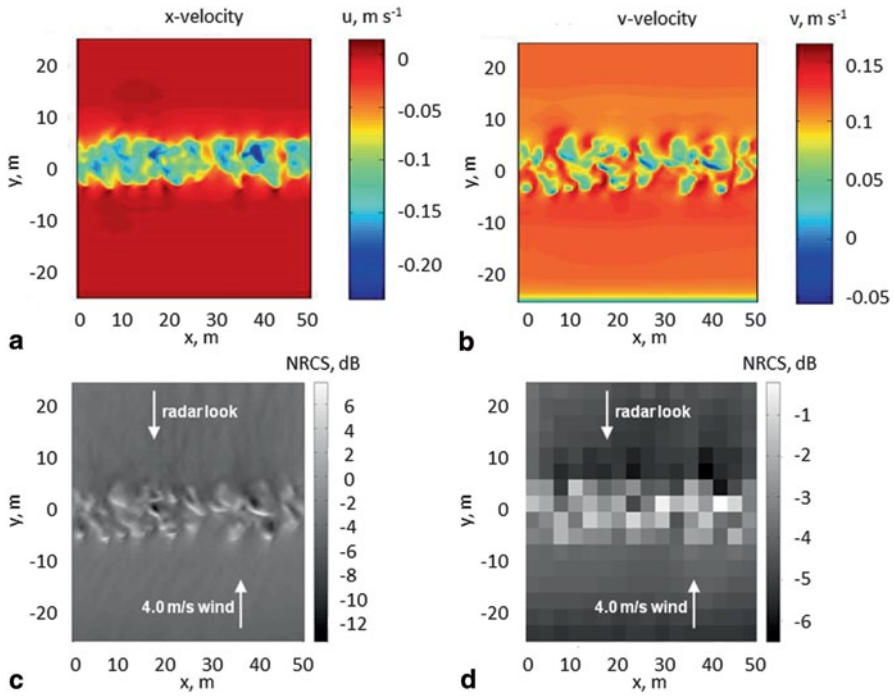 x-velocity
u, m s-1
v-velocity
v, m s-1
20
10
0
-10
-20
y, m
0
-0.05
-0.1
-0.15
-0.20
20
10
0
-10
-20
y, m
0.15
0.1
0.05
0
-0.05
0 10 20 30 40 50
x, m
a
0 10 20 30 40 50
x, m
b
NRCS, dB
NRCS, dB
20
10
0
-10
-20
y, m
radar look
4.0 m/s wind
6
4
2
0
-2
-4
-6
-8
-10
-12
20
10
0
-10
-20
y, m
radar look
4.0 m/s wind
-1
-2
-3
-4
-5
-6
0 10 20 30 40 50
x, m
c
0 10 20 30 40 50
x, m
d